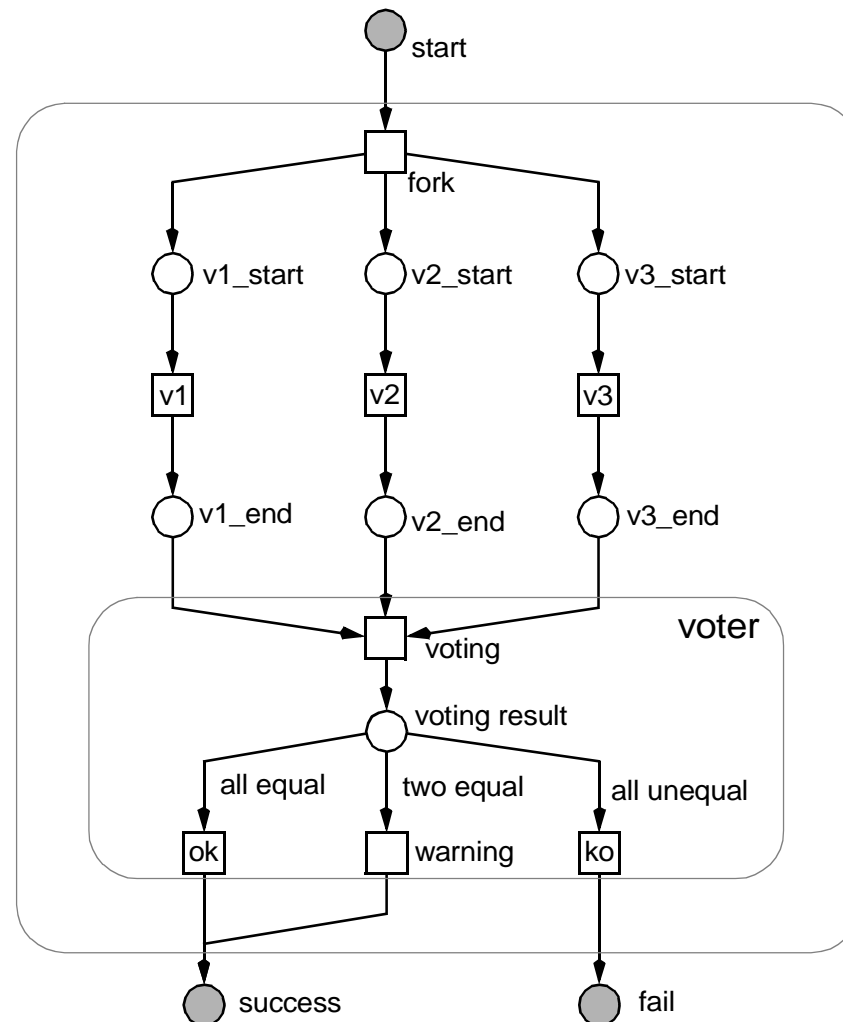 start
fork
v1_start
v2_start
v3_start
v1
v2
v3
v1_end
v2_end
v3_end
voter
voting
voting result
all equal
two equal
all unequal
ok
warning
ko
success
fail